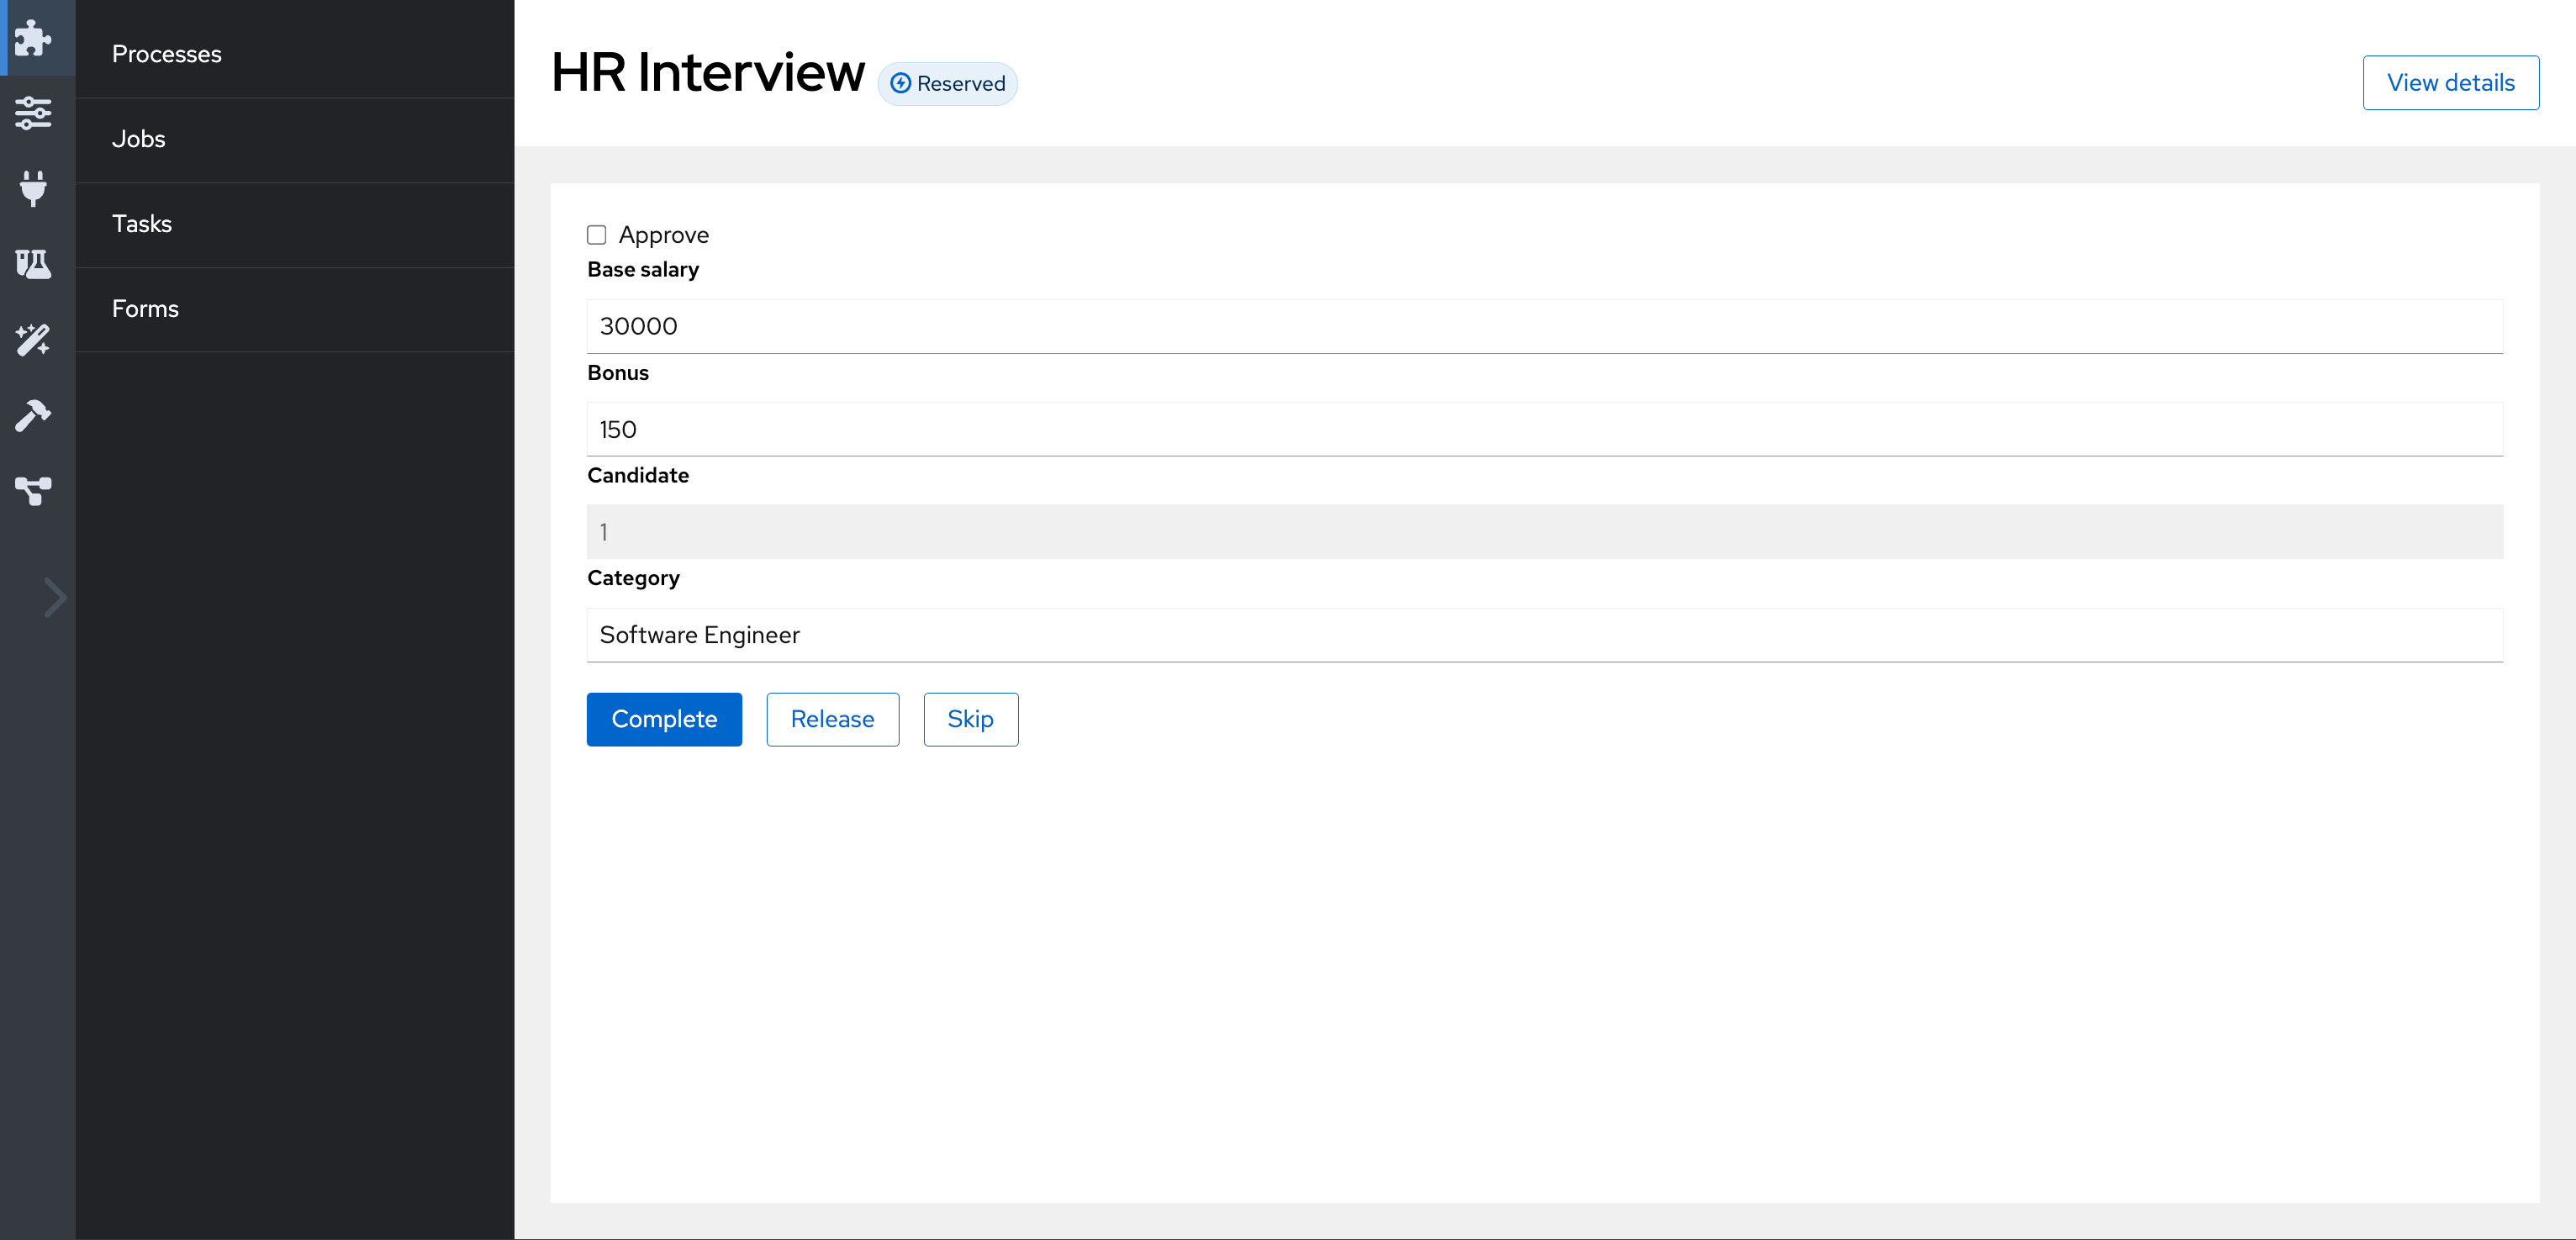 Processes
Jobs
Tasks
Forms
HR Interview
Reserved
View details
Approve
Base salary
30000
Bonus
150
Candidate
1
Category
Software Engineer
Complete
Release
Skip